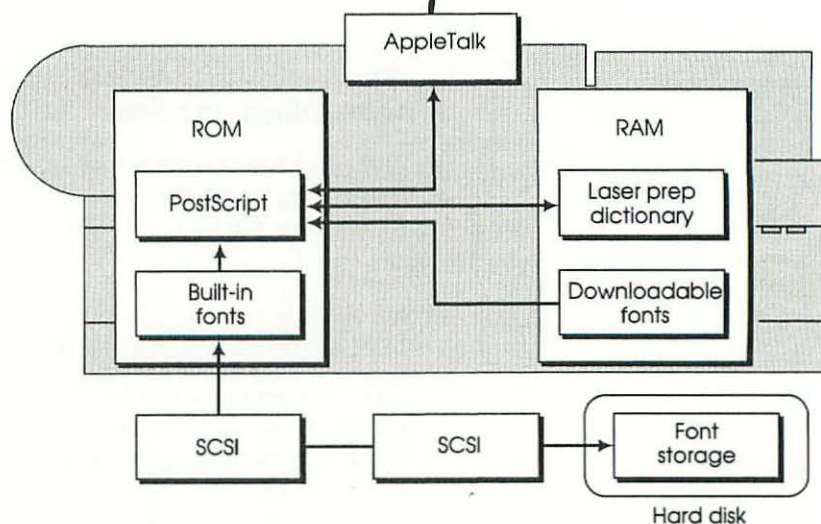 AppleTalk
ROM
RAM
PostScript
Laser prep
dictionary
Built-in
fonts
Downloadable
fonts
SCSI
SCSI
Font
storage
Hard disk